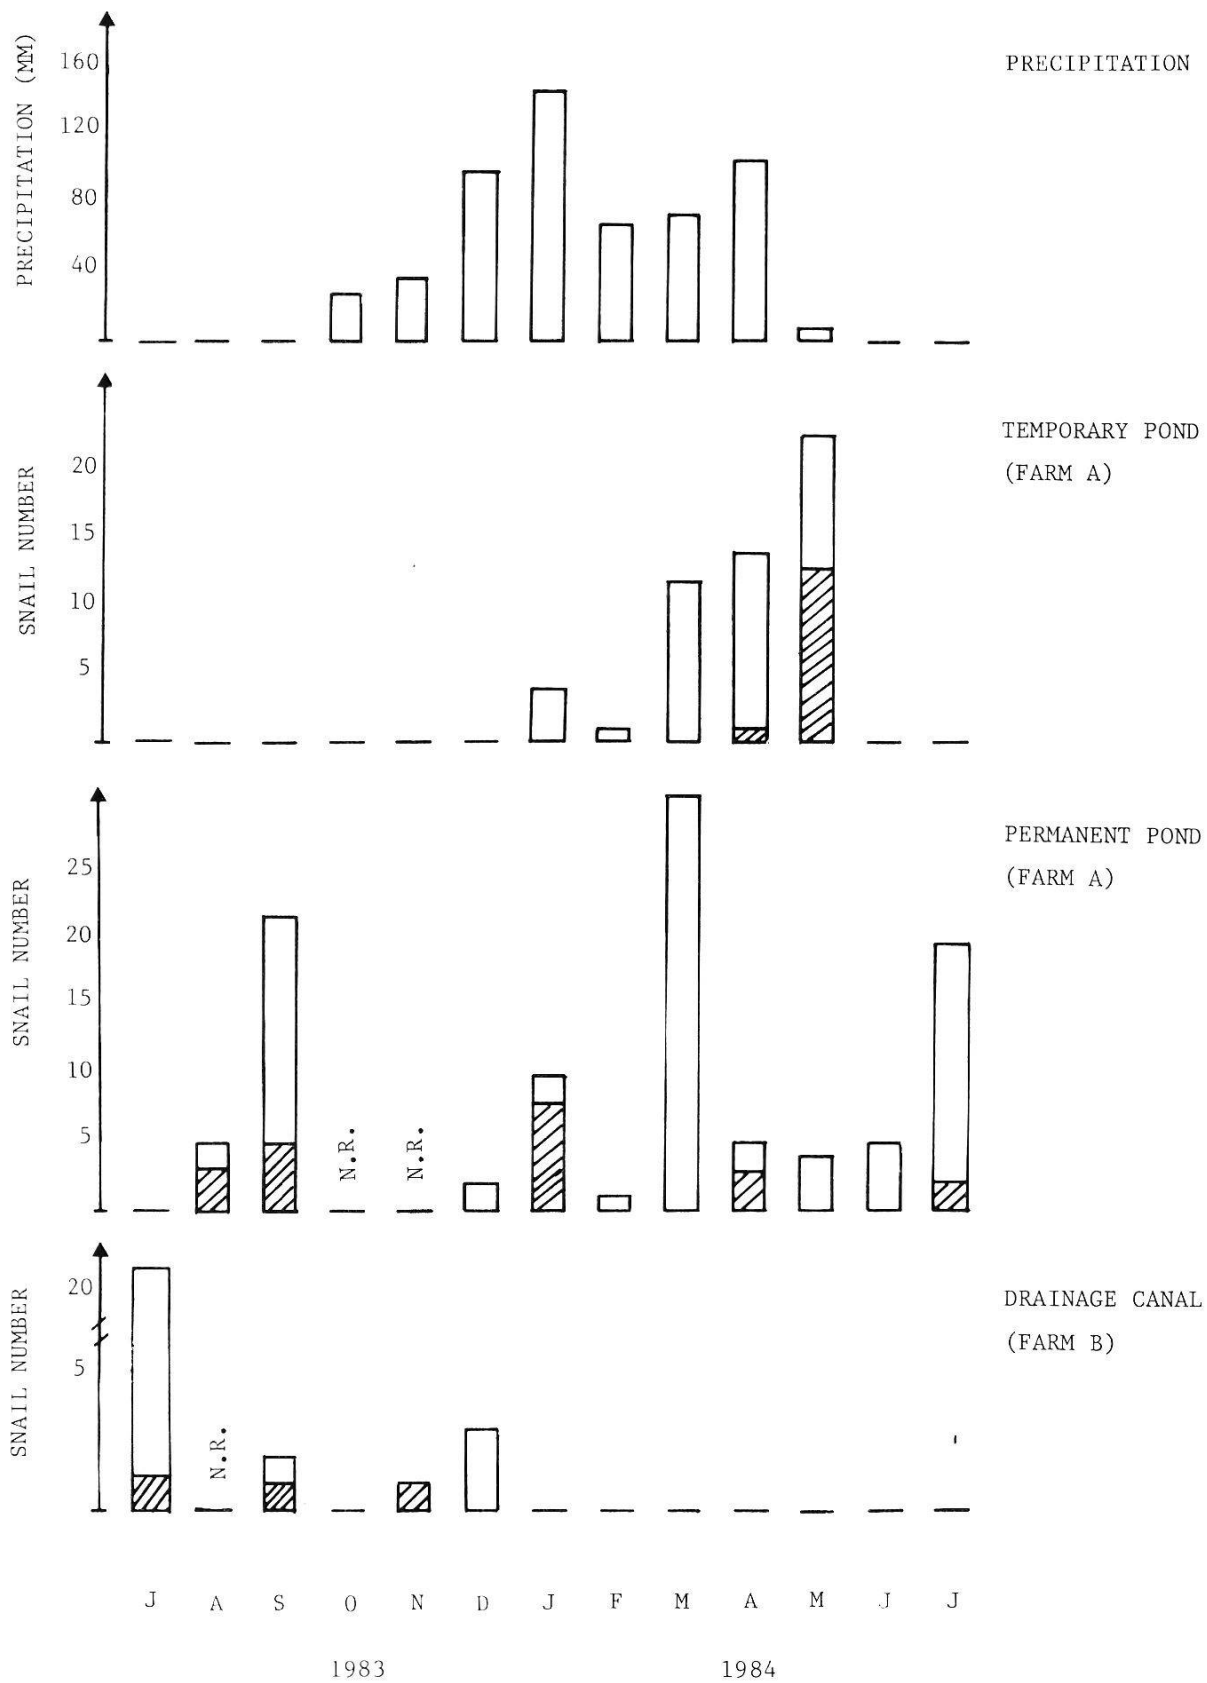 PRECIPITATION (MM)
160
120
80
40
PRECIPITATION
SNAIL NUMBER
20
15
10
5
TEMPORARY POND
(FARM A)
SNAIL NUMBER
25
20
15
10
5
N.R.
N.R.
PERMANENT POND
(FARM A)
SNAIL NUMBER
20
5
N.R.
DRAINAGE CANAL
(FARM B)
J A S O N D J F M A M J J
1983 1984